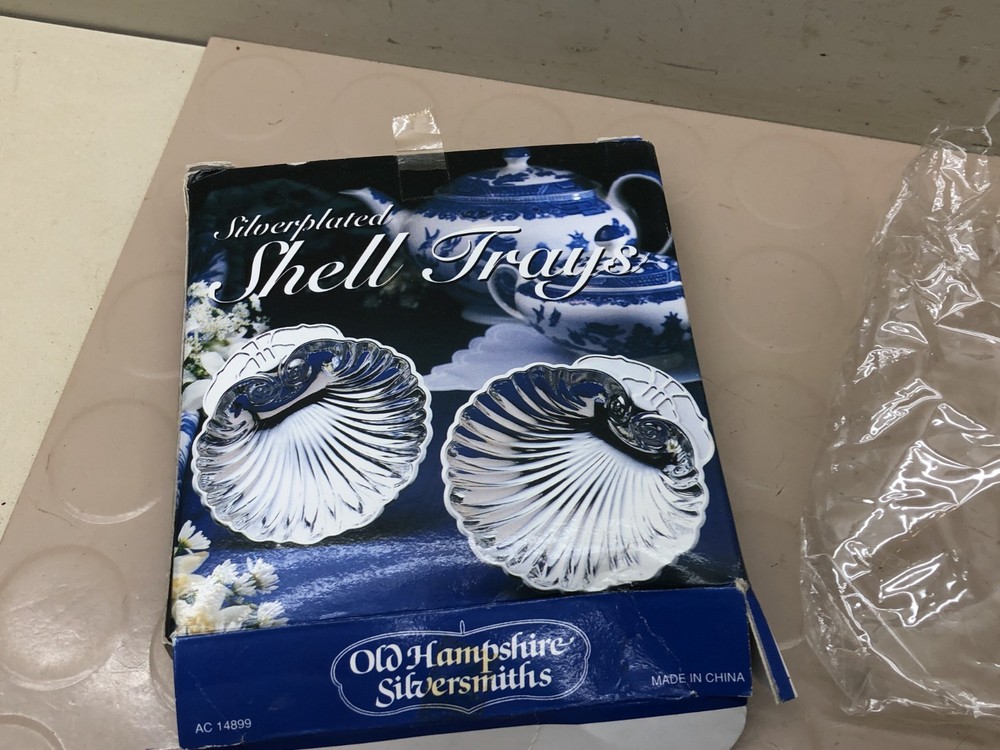 Silverplated
Shell Trays
Old Hampshire
Silversmiths
MADE IN CHINA
AC 14899